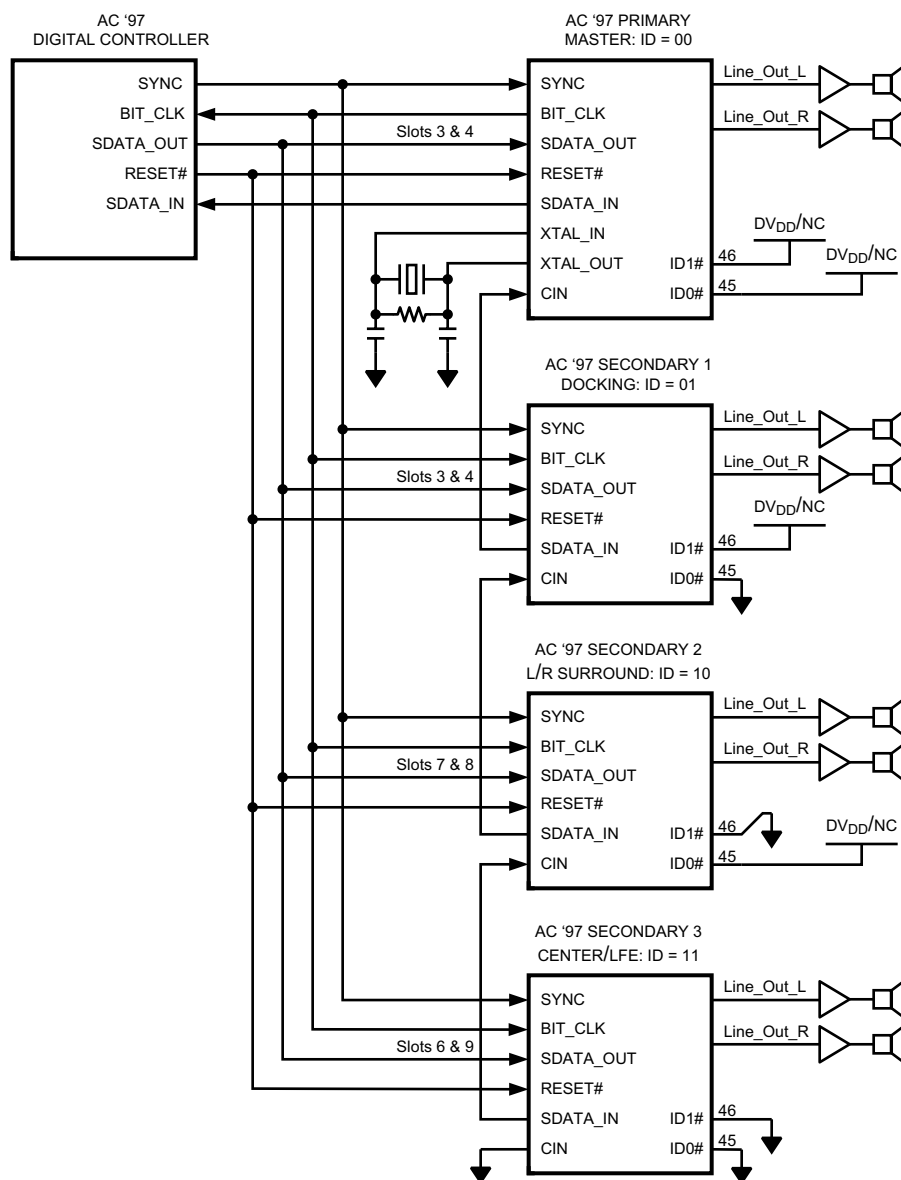 AC ‘97
DIGITAL CONTROLLER
SYNC
BIT_CLK
SDATA_OUT
RESET#
SDATA_IN
Slots 3 & 4
AC ‘97 PRIMARY
MASTER: ID = 00
SYNC
BIT_CLK
SDATA_OUT
RESET#
SDATA_IN
XTAL_IN
XTAL_OUT
CIN
ID1#
ID0#
Line_Out_L
Line_Out_R
46
45
DVDD/NC
DVDD/NC
AC ‘97 SECONDARY 1
DOCKING: ID = 01
Slots 3 & 4
SYNC
BIT_CLK
SDATA_OUT
RESET#
SDATA_IN
CIN
ID1#
ID0#
Line_Out_L
Line_Out_R
46
45
DVDD/NC
AC ‘97 SECONDARY 2
L/R SURROUND: ID = 10
Slots 7 & 8
SYNC
BIT_CLK
SDATA_OUT
RESET#
SDATA_IN
CIN
ID1#
ID0#
Line_Out_L
Line_Out_R
46
45
DVDD/NC
AC ‘97 SECONDARY 3
CENTER/LFE: ID = 11
Slots 6 & 9
SYNC
BIT_CLK
SDATA_OUT
RESET#
SDATA_IN
CIN
ID1#
ID0#
Line_Out_L
Line_Out_R
46
45